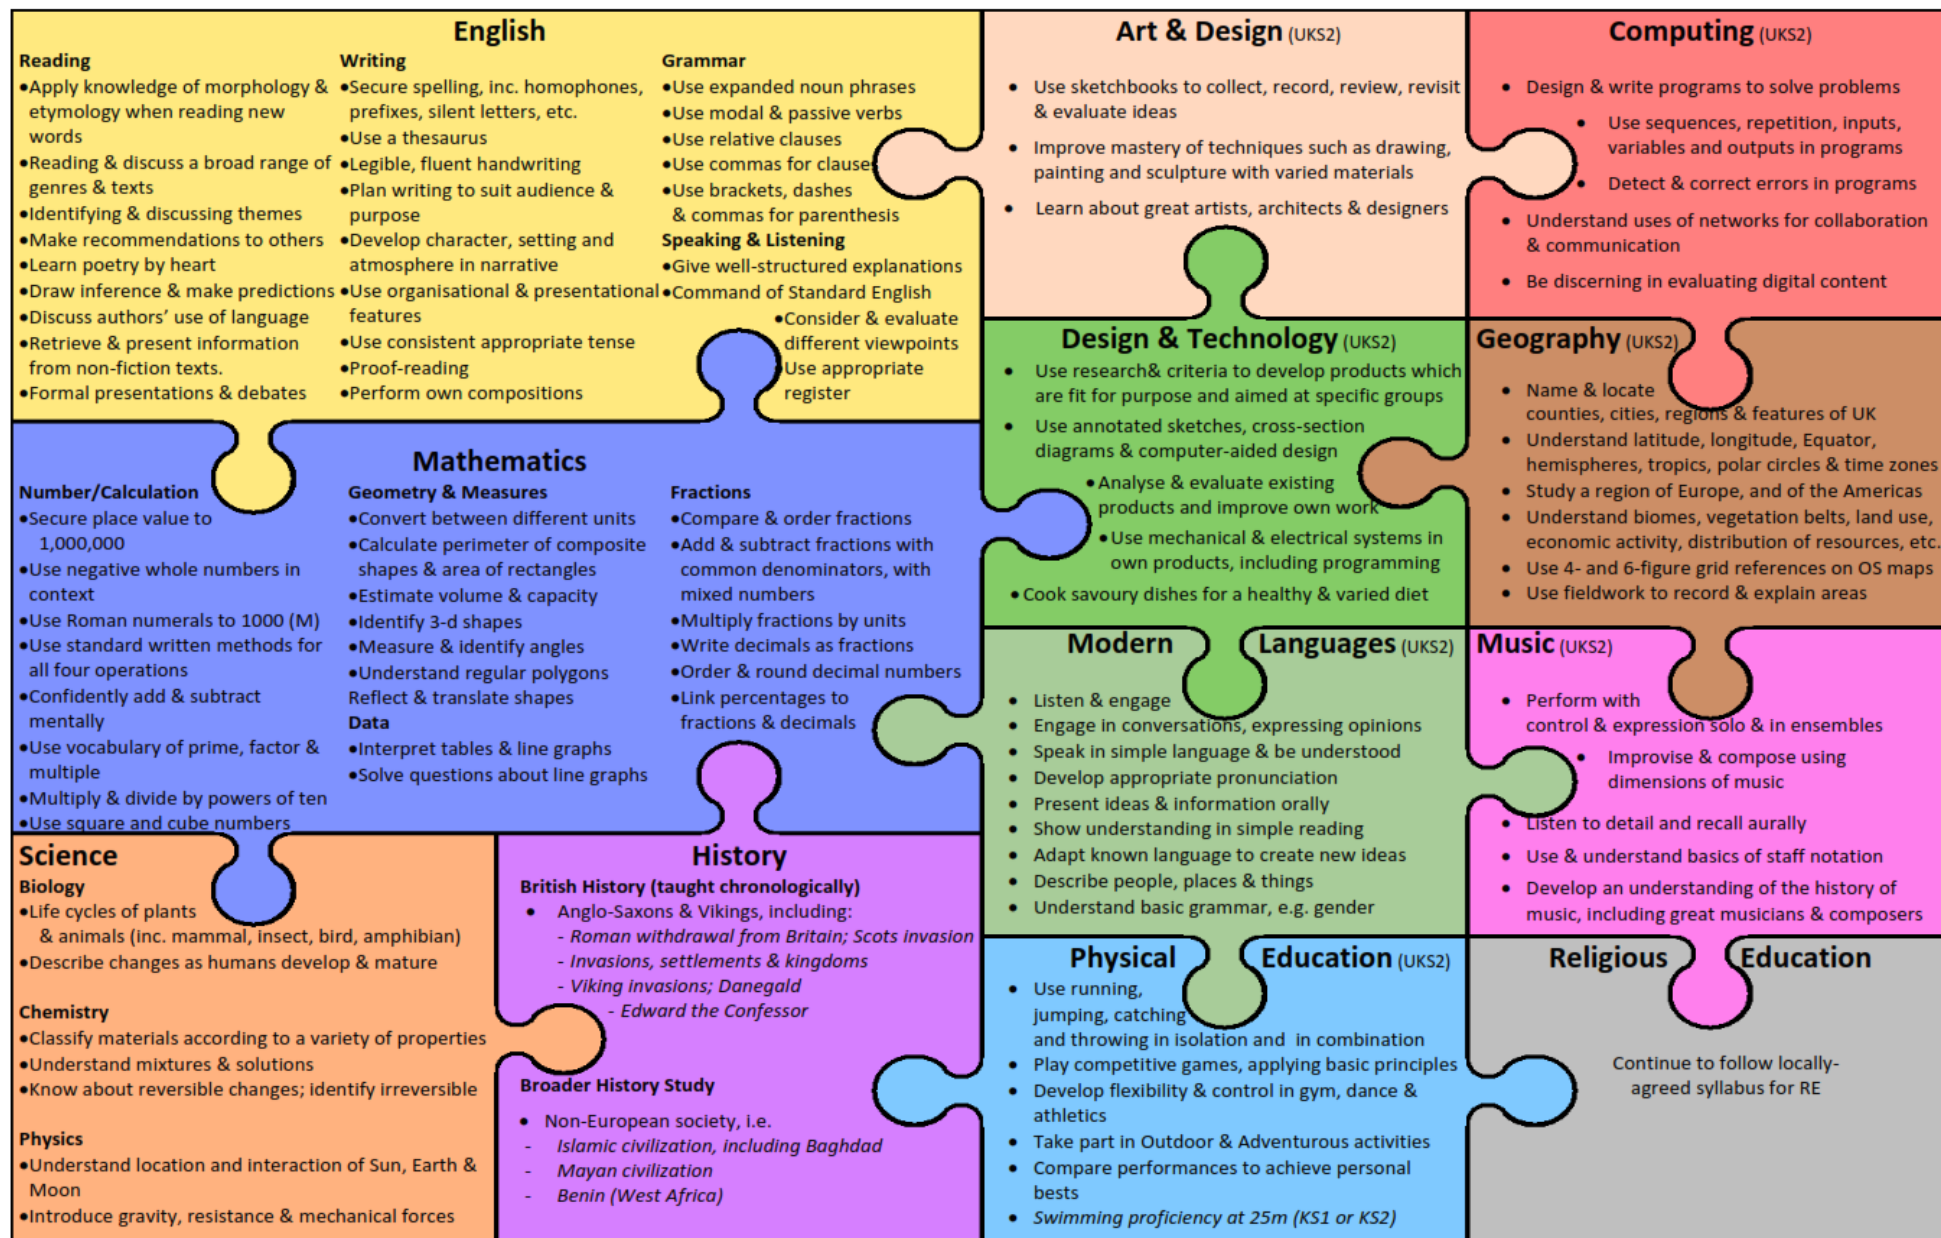 English
Reading
•Apply knowledge of morphology &
etymology when reading new
words
•Reading & discuss a broad range of
genres & texts
•Identifying & discussing themes
•Make recommendations to others
•Learn poetry by heart
•Draw inference & make predictions
•Discuss authors' use of language
•Retrieve & present information
from non-fiction texts.
•Formal presentations & debates
Writing
•Secure spelling, inc. homophones,
prefixes, silent letters, etc.
•Use a thesaurus
•Legible, fluent handwriting
•Plan writing to suit audience &
purpose
•Develop character, setting and
atmosphere in narrative
•Use organisational & presentational
features
•Use consistent appropriate tense
•Proof-reading
•Perform own compositions
Grammar
•Use expanded noun phrases
•Use modal & passive verbs
•Use relative clauses
•Use commas for clauses
•Use brackets, dashes
& commas for parenthesis
Speaking & Listening
•Give well-structured explanations
•Command of Standard English
•Consider & evaluate
different viewpoints
•Use appropriate
register
Art & Design (UKS2)
• Use sketchbooks to collect, record, review, revisit
& evaluate ideas
• Improve mastery of techniques such as drawing,
painting and sculpture with varied materials
• Learn about great artists, architects & designers
Computing (UKS2)
• Design & write programs to solve problems
• Use sequences, repetition, inputs,
variables and outputs in programs
• Detect & correct errors in programs
• Understand uses of networks for collaboration
& communication
• Be discerning in evaluating digital content
Mathematics
Number/Calculation
•Secure place value to
1,000,000
•Use negative whole numbers in
context
•Use Roman numerals to 1000 (M)
•Use standard written methods for
all four operations
•Confidently add & subtract
mentally
•Use vocabulary of prime, factor &
multiple
•Multiply & divide by powers of ten
•Use square and cube numbers
Geometry & Measures
•Convert between different units
•Calculate perimeter of composite
shapes & area of rectangles
•Estimate volume & capacity
•Identify 3-d shapes
•Measure & identify angles
•Understand regular polygons
Reflect & translate shapes
Data
•Interpret tables & line graphs
•Solve questions about line graphs
Fractions
•Compare & order fractions
•Add & subtract fractions with
common denominators, with
mixed numbers
•Multiply fractions by units
•Write decimals as fractions
•Order & round decimal numbers
•Link percentages to
fractions & decimals
Design & Technology (UKS2)
• Use research& criteria to develop products which
are fit for purpose and aimed at specific groups
• Use annotated sketches, cross-section
diagrams & computer-aided design
•Analyse & evaluate existing
products and improve own work
•Use mechanical & electrical systems in
own products, including programming
•Cook savoury dishes for a healthy & varied diet
Geography (UKS2)
• Name & locate
counties, cities, regions & features of UK
• Understand latitude, longitude, Equator,
hemispheres, tropics, polar circles & time zones
• Study a region of Europe, and of the Americas
• Understand biomes, vegetation belts, land use,
economic activity, distribution of resources, etc.
• Use 4- and 6-figure grid references on OS maps
• Use fieldwork to record & explain areas
Modern Languages (UKS2)
• Listen & engage
• Engage in conversations, expressing opinions
• Speak in simple language & be understood
• Develop appropriate pronunciation
• Present ideas & information orally
• Show understanding in simple reading
• Adapt known language to create new ideas
• Describe people, places & things
• Understand basic grammar, e.g. gender
Music (UKS2)
• Perform with
control & expression solo & in ensembles
• Improvise & compose using
dimensions of music
• Listen to detail and recall aurally
• Use & understand basics of staff notation
• Develop an understanding of the history of
music, including great musicians & composers
Science
Biology
•Life cycles of plants
& animals (inc. mammal, insect, bird, amphibian)
•Describe changes as humans develop & mature
Chemistry
•Classify materials according to a variety of properties
•Understand mixtures & solutions
•Know about reversible changes; identify irreversible
Physics
•Understand location and interaction of Sun, Earth &
Moon
•Introduce gravity, resistance & mechanical forces
History
British History (taught chronologically)
• Anglo-Saxons & Vikings, including:
- Roman withdrawal from Britain; Scots invasion
- Invasions, settlements & kingdoms
- Viking invasions; Danegald
- Edward the Confessor
Broader History Study
• Non-European society, i.e.
- Islamic civilization, including Baghdad
- Mayan civilization
- Benin (West Africa)
Physical Education (UKS2)
• Use running,
jumping, catching
and throwing in isolation and in combination
• Play competitive games, applying basic principles
• Develop flexibility & control in gym, dance &
athletics
• Take part in Outdoor & Adventurous activities
• Compare performances to achieve personal
bests
• Swimming proficiency at 25m (KS1 or KS2)
Religious Education
Continue to follow locally-
agreed syllabus for RE